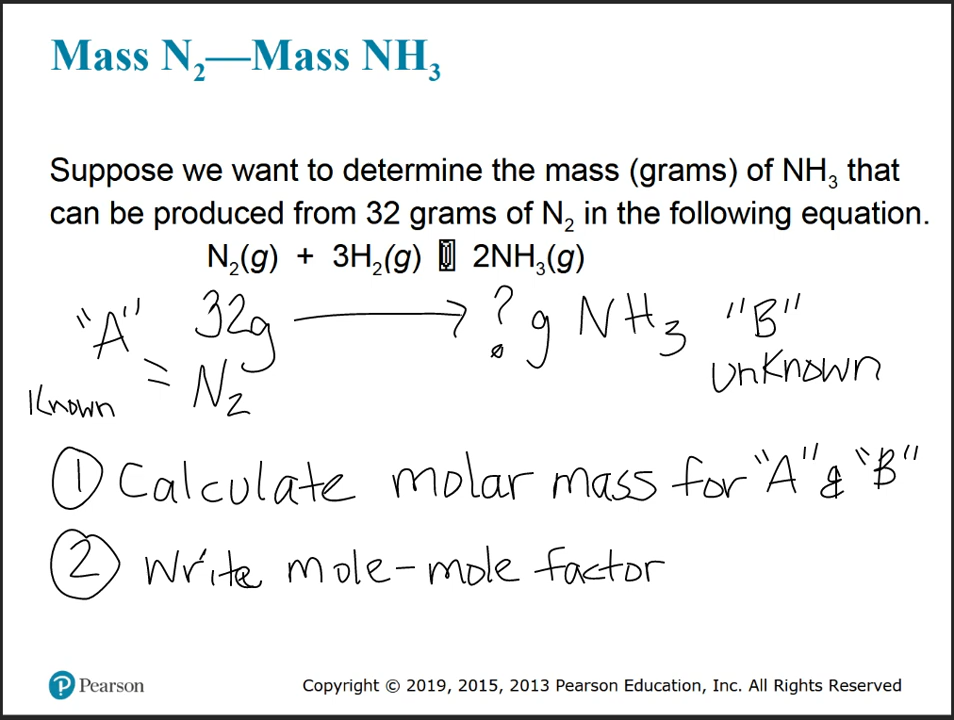 Mass N₂—Mass NH₃
Suppose we want to determine the mass (grams) of NH₃ that
can be produced from 32 grams of N₂ in the following equation.
N₂(g) + 3H₂(g) ▯ 2NH₃(g)
"A" 32g → ? g NH₃ "B"
= N₂ unknown
Known
① Calculate molar mass for "A" & "B"
② Write mole-mole factor
P Pearson
Copyright © 2019, 2015, 2013 Pearson Education, Inc. All Rights Reserved